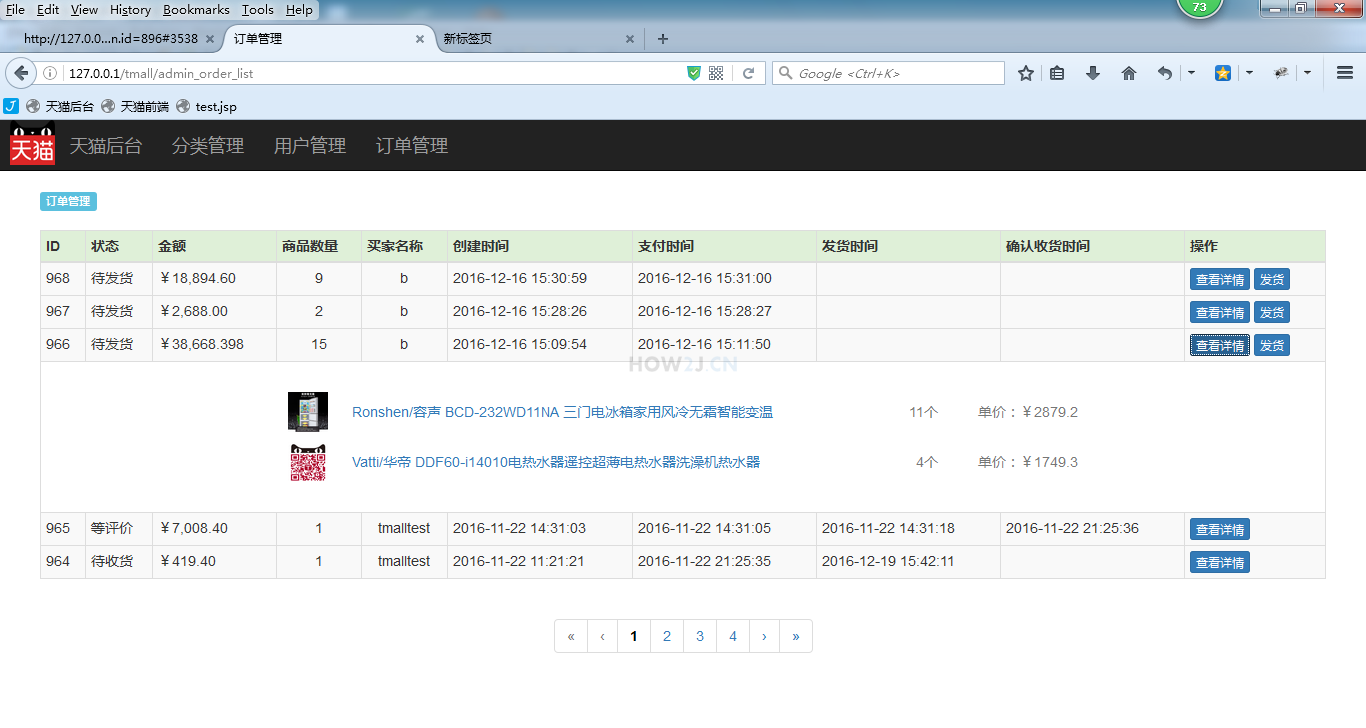 File Edit View History Bookmarks Tools Help
73
http://127.0.0...n.id=896#3538 × 订单管理 × 新标签页 × +
127.0.0.1/tmall/admin_order_list
Google <Ctrl+K>
天猫后台 天猫前端 test.jsp
天猫 天猫后台 分类管理 用户管理 订单管理
订单管理
ID 状态 金额 商品数量 买家名称 创建时间 支付时间 发货时间 确认收货时间 操作
968 待发货 ¥18,894.60 9 b 2016-12-16 15:30:59 2016-12-16 15:31:00 查看详情 发货
967 待发货 ¥2,688.00 2 b 2016-12-16 15:28:26 2016-12-16 15:28:27 查看详情 发货
966 待发货 ¥38,668.398 15 b 2016-12-16 15:09:54 2016-12-16 15:11:50 查看详情 发货
HOW2J.CN
Ronshen/容声 BCD-232WD11NA 三门电冰箱家用风冷无霜智能变温 11个 单价：¥2879.2
Vatti/华帝 DDF60-i14010电热水器遥控超薄电热水器洗澡机热水器 4个 单价：¥1749.3
965 等评价 ¥7,008.40 1 tmalltest 2016-11-22 14:31:03 2016-11-22 14:31:05 2016-11-22 14:31:18 2016-11-22 21:25:36 查看详情
964 待收货 ¥419.40 1 tmalltest 2016-11-22 11:21:21 2016-11-22 21:25:35 2016-12-19 15:42:11 查看详情
« ‹ 1 2 3 4 › »